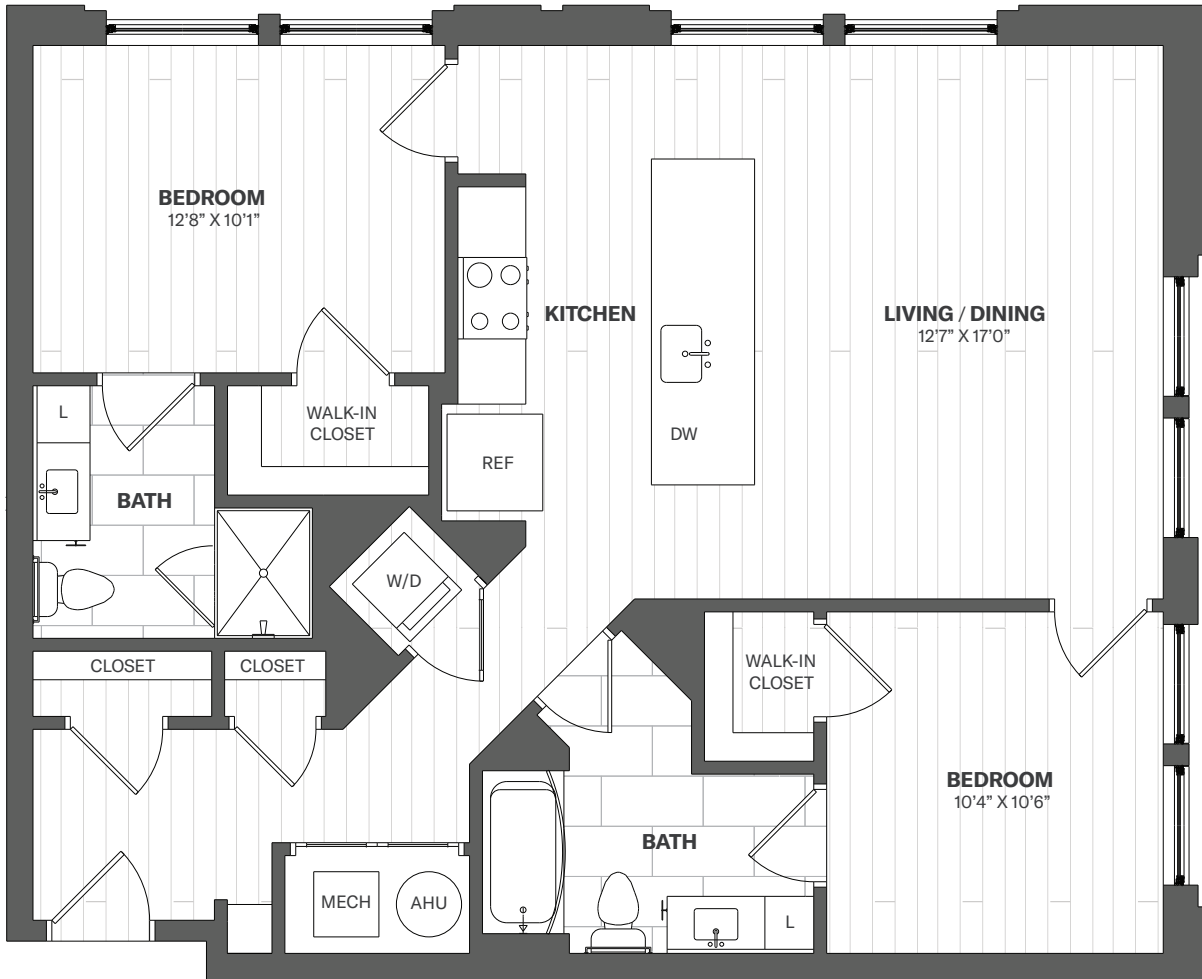 BEDROOM
12’8” X 10’1”
KITCHEN
LIVING / DINING
12’7” X 17’0”
L
WALK-IN
CLOSET
DW
REF
BATH
W/D
CLOSET
CLOSET
WALK-IN
CLOSET
BEDROOM
10’4” X 10’6”
BATH
MECH
AHU
L